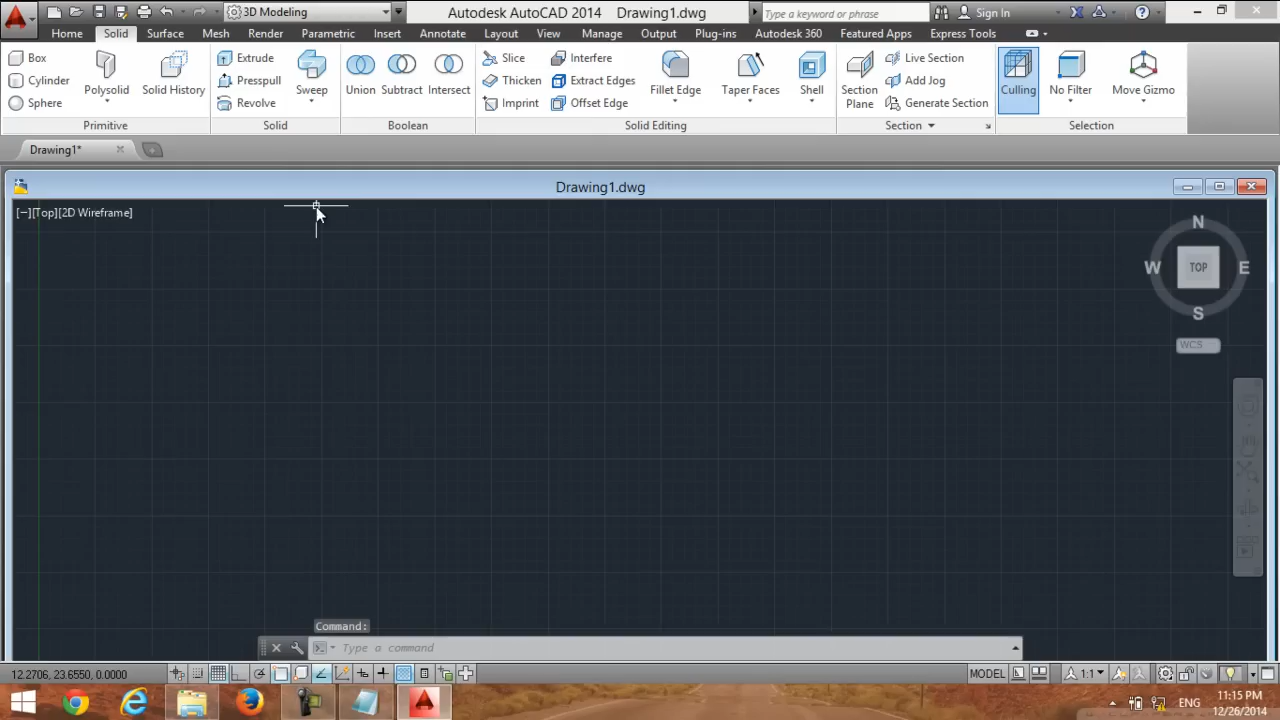 3D Modeling Autodesk AutoCAD 2014 Drawing1.dwg Type a keyword or phrase Sign In
Home Solid Surface Mesh Render Parametric Insert Annotate Layout View Manage Output Plug-ins Autodesk 360 Featured Apps Express Tools
Box Cylinder Sphere Polysolid Solid History
Primitive
Extrude Presspull Revolve Sweep
Solid
Union Subtract Intersect
Boolean
Slice Thicken Imprint Interfere Extract Edges Offset Edge Fillet Edge Taper Faces Shell
Solid Editing
Section Plane Live Section Add Jog Generate Section
Section
Culling No Filter Move Gizmo
Selection
Drawing1*
Drawing1.dwg
[−][Top][2D Wireframe]
N
W TOP E
S
WCS
Command:
Type a command
12.2706, 23.6550, 0.0000 MODEL 1:1
ENG 11:15 PM
12/26/2014